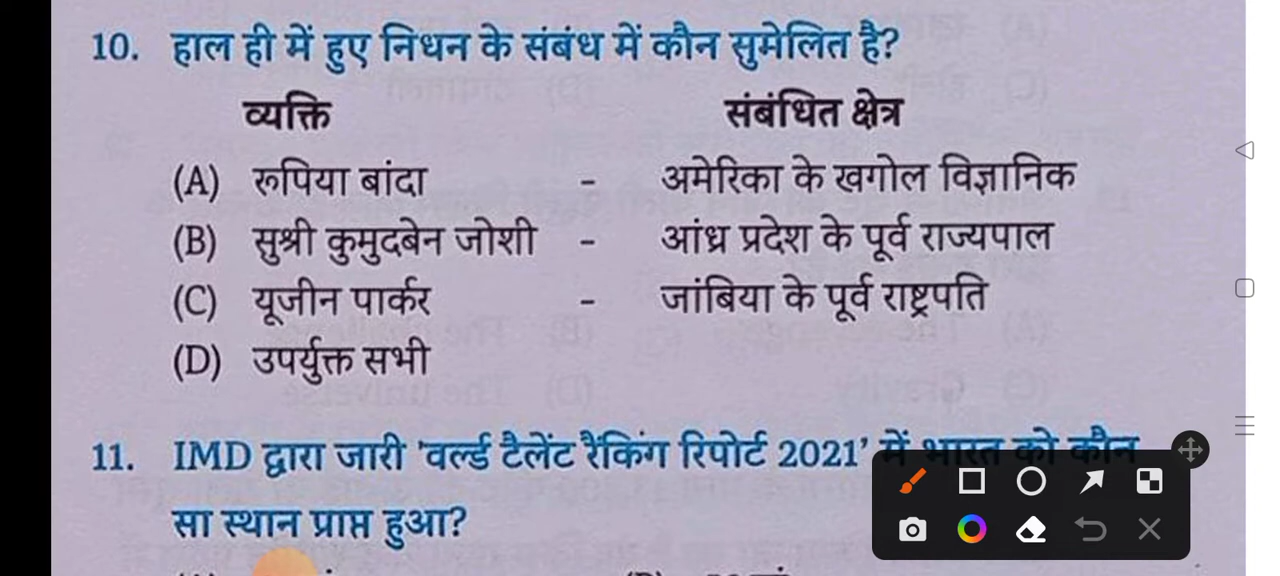 10. हाल ही में हुए निधन के संबंध में कौन सुमेलित है?
व्यक्ति संबंधित क्षेत्र
(A) रूपिया बांदा - अमेरिका के खगोल विज्ञानिक
(B) सुश्री कुमुदबेन जोशी - आंध्र प्रदेश के पूर्व राज्यपाल
(C) यूजीन पार्कर - जांबिया के पूर्व राष्ट्रपति
(D) उपर्युक्त सभी
11. IMD द्वारा जारी 'वर्ल्ड टैलेंट रैंकिंग रिपोर्ट 2021' में भारत को कौन
सा स्थान प्राप्त हुआ?